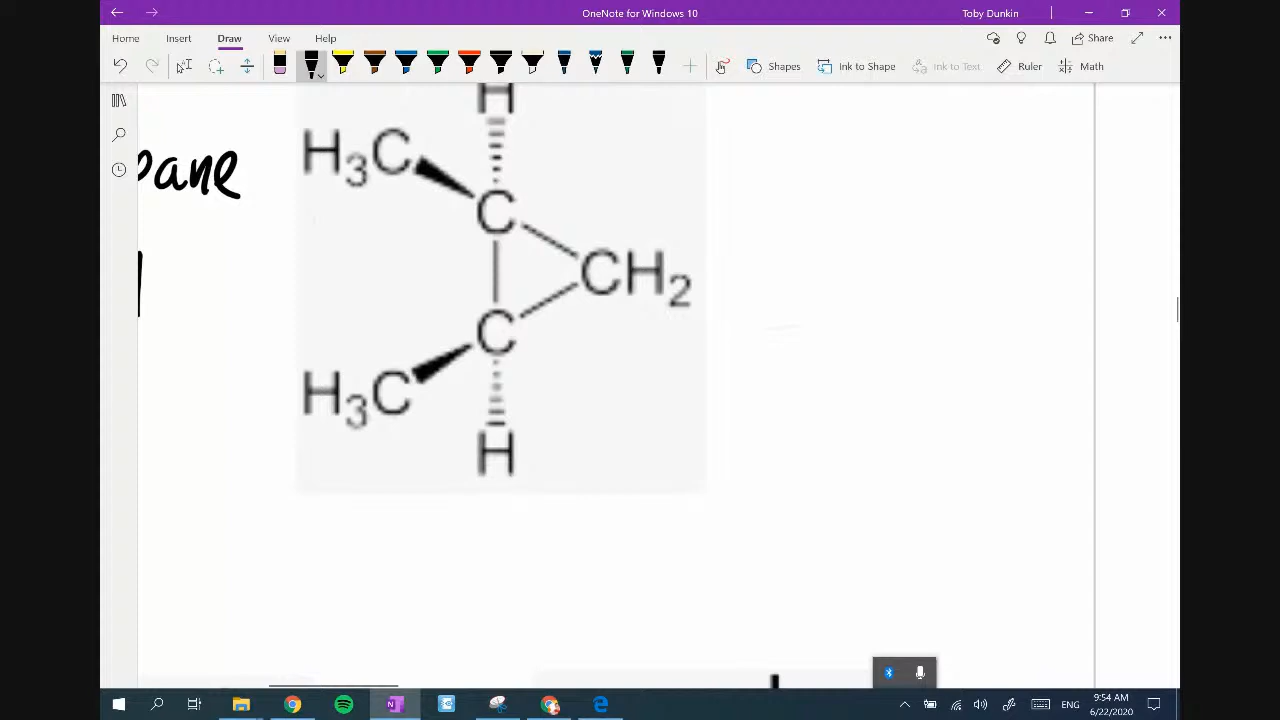 OneNote for Windows 10
Toby Dunkin
Home Insert Draw View Help
Share
Shapes Ink to Shape Ink to Text Ruler Math
H
H3C
C
CH2
C
H3C
H
ENG
9:54 AM
6/22/2020